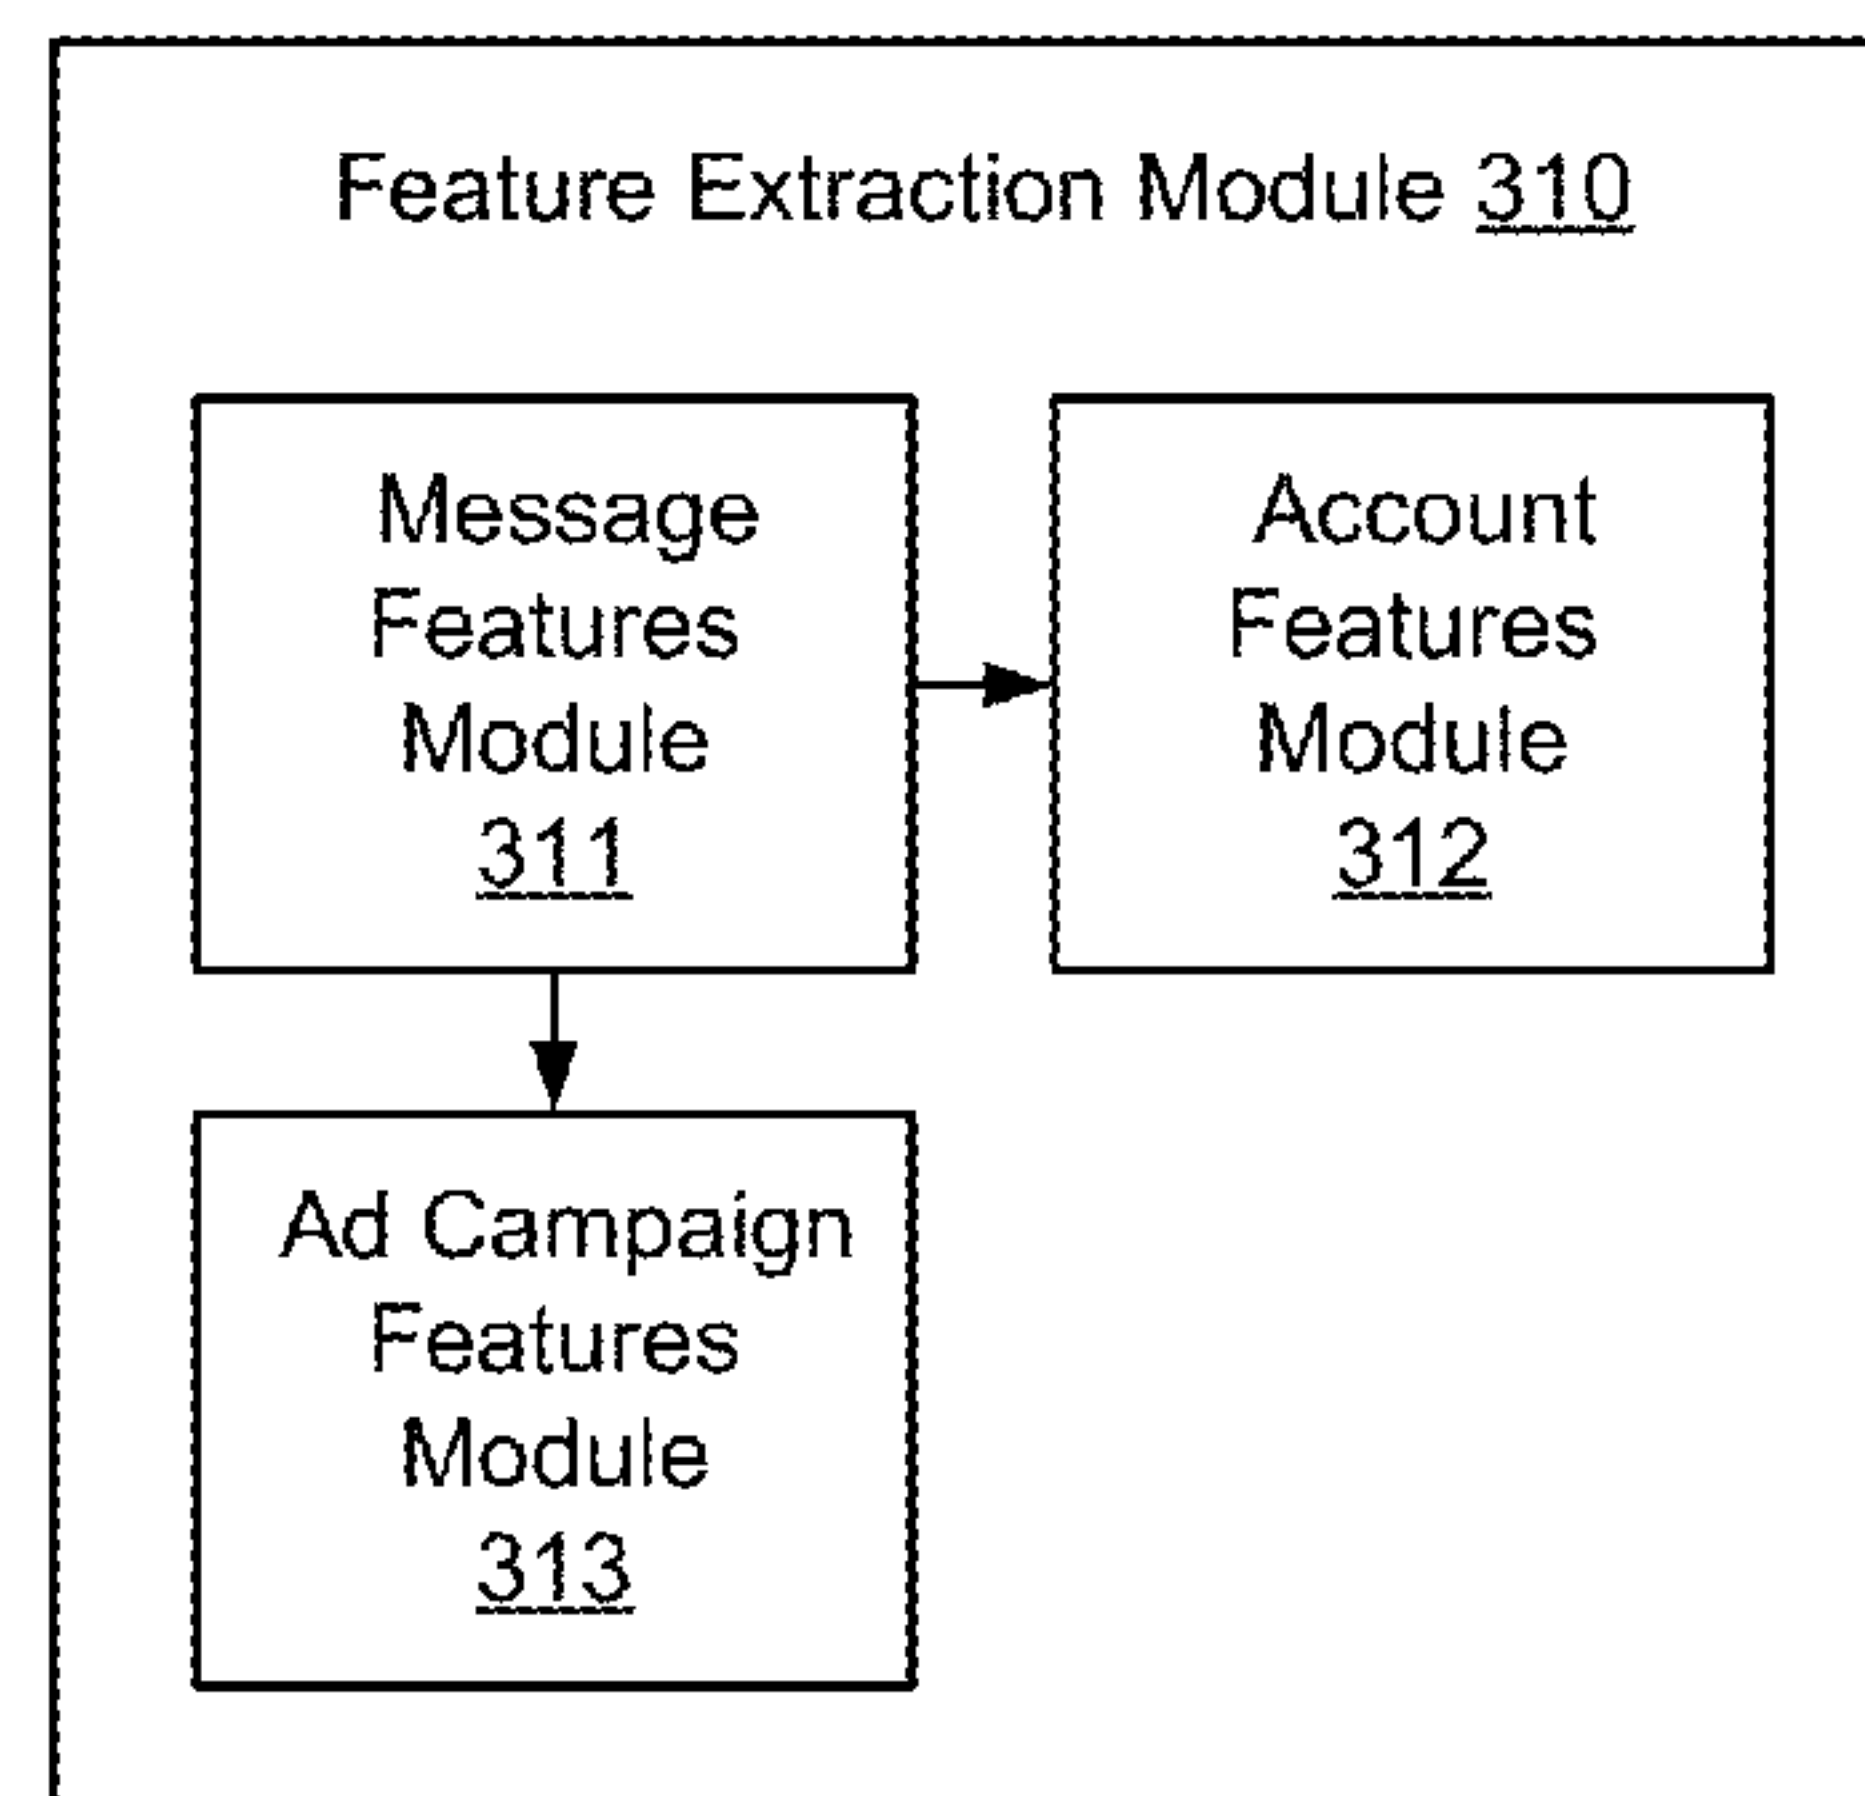 Feature Extraction Module 310
Message
Features
Module
311
Account
Features
Module
312
Ad Campaign
Features
Module
313